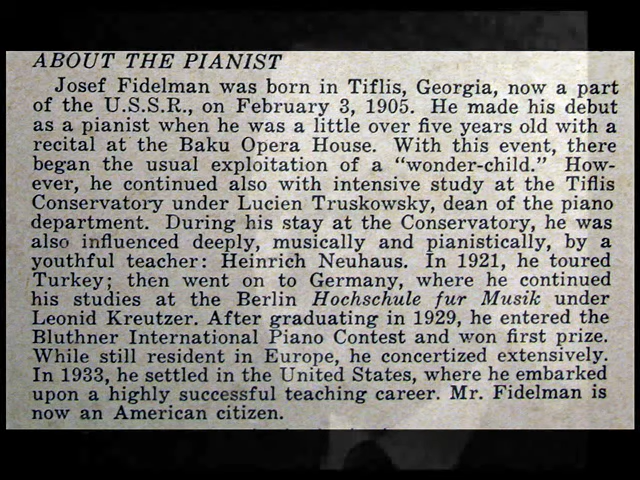 ABOUT THE PIANIST
Josef Fidelman was born in Tiflis, Georgia, now a part
of the U.S.S.R., on February 3, 1905. He made his debut
as a pianist when he was a little over five years old with a
recital at the Baku Opera House. With this event, there
began the usual exploitation of a "wonder-child." How-
ever, he continued also with intensive study at the Tiflis
Conservatory under Lucien Truskowsky, dean of the piano
department. During his stay at the Conservatory, he was
also influenced deeply, musically and pianistically, by a
youthful teacher: Heinrich Neuhaus. In 1921, he toured
Turkey; then went on to Germany, where he continued
his studies at the Berlin Hochschule fur Musik under
Leonid Kreutzer. After graduating in 1929, he entered the
Bluthner International Piano Contest and won first prize.
While still resident in Europe, he concertized extensively.
In 1933, he settled in the United States, where he embarked
upon a highly successful teaching career. Mr. Fidelman is
now an American citizen.